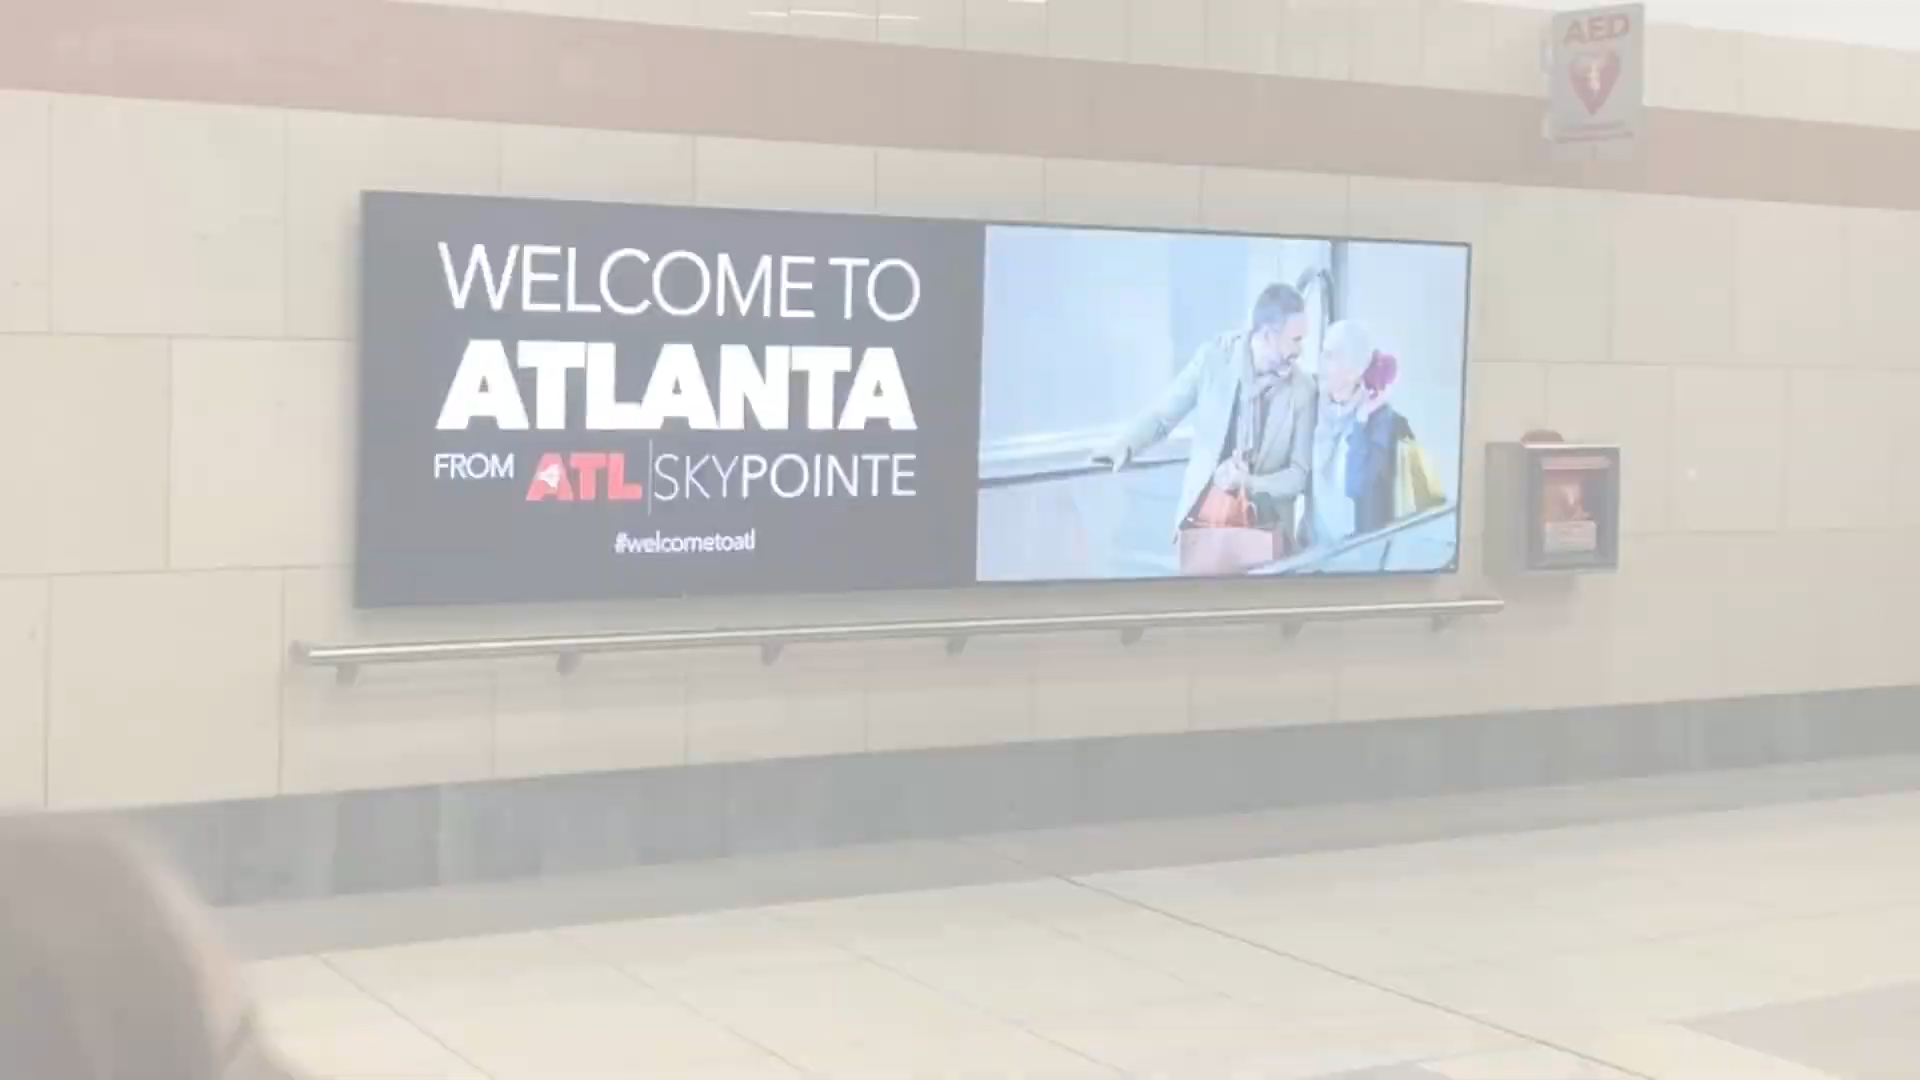 AED
WELCOME TO
ATLANTA
FROM ATL|SKYPOINTE
#welcometoatl